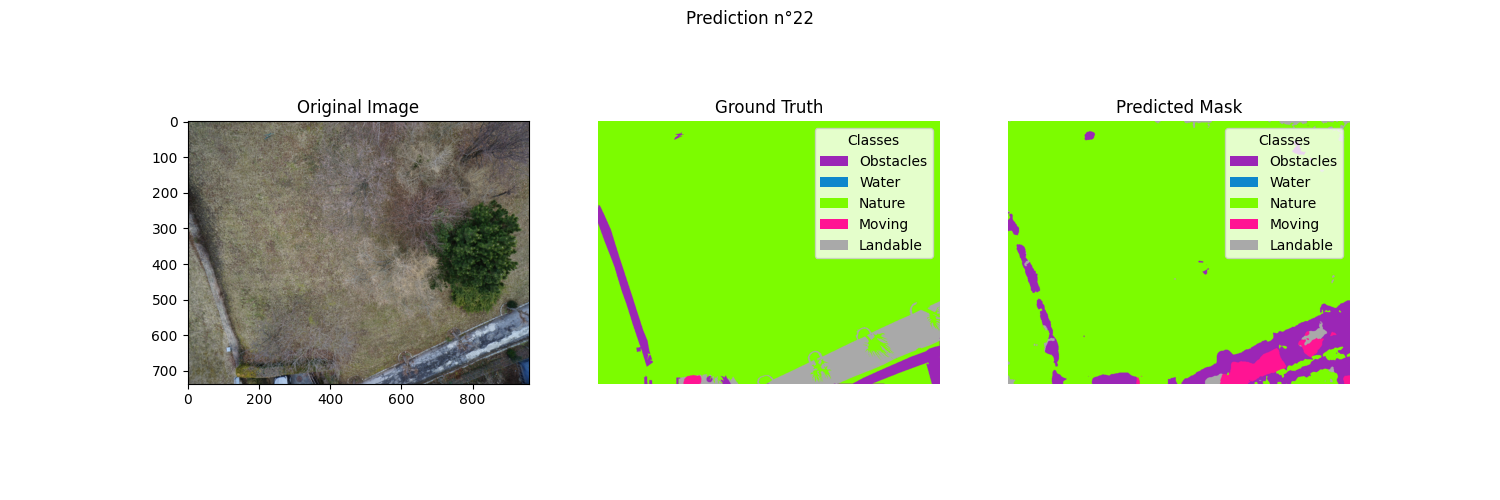 Prediction n°22
Original Image
0
100
200
300
400
500
600
700
0
200
400
600
800
Ground Truth
Classes
Obstacles
Water
Nature
Moving
Landable
Predicted Mask
Classes
Obstacles
Water
Nature
Moving
Landable